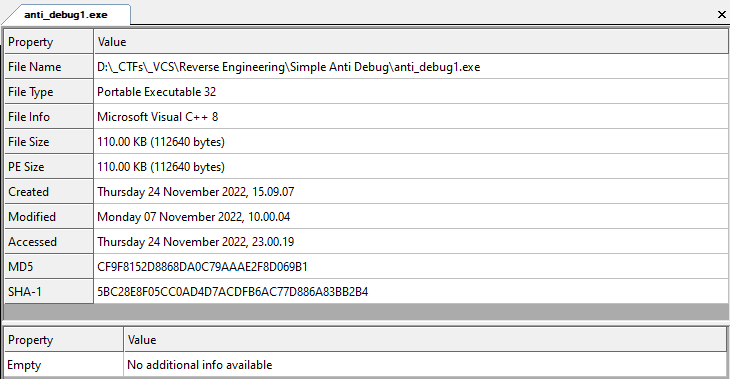 anti_debug1.exe
Property Value
File Name D:\_CTFs\_VCS\Reverse Engineering\Simple Anti Debug\anti_debug1.exe
File Type Portable Executable 32
File Info Microsoft Visual C++ 8
File Size 110.00 KB (112640 bytes)
PE Size 110.00 KB (112640 bytes)
Created Thursday 24 November 2022, 15.09.07
Modified Monday 07 November 2022, 10.00.04
Accessed Thursday 24 November 2022, 23.00.19
MD5 CF9F8152D8868DA0C79AAAE2F8D069B1
SHA-1 5BC28E8F05CC0AD4D7ACDFB6AC77D886A83BB2B4
Property Value
Empty No additional info available